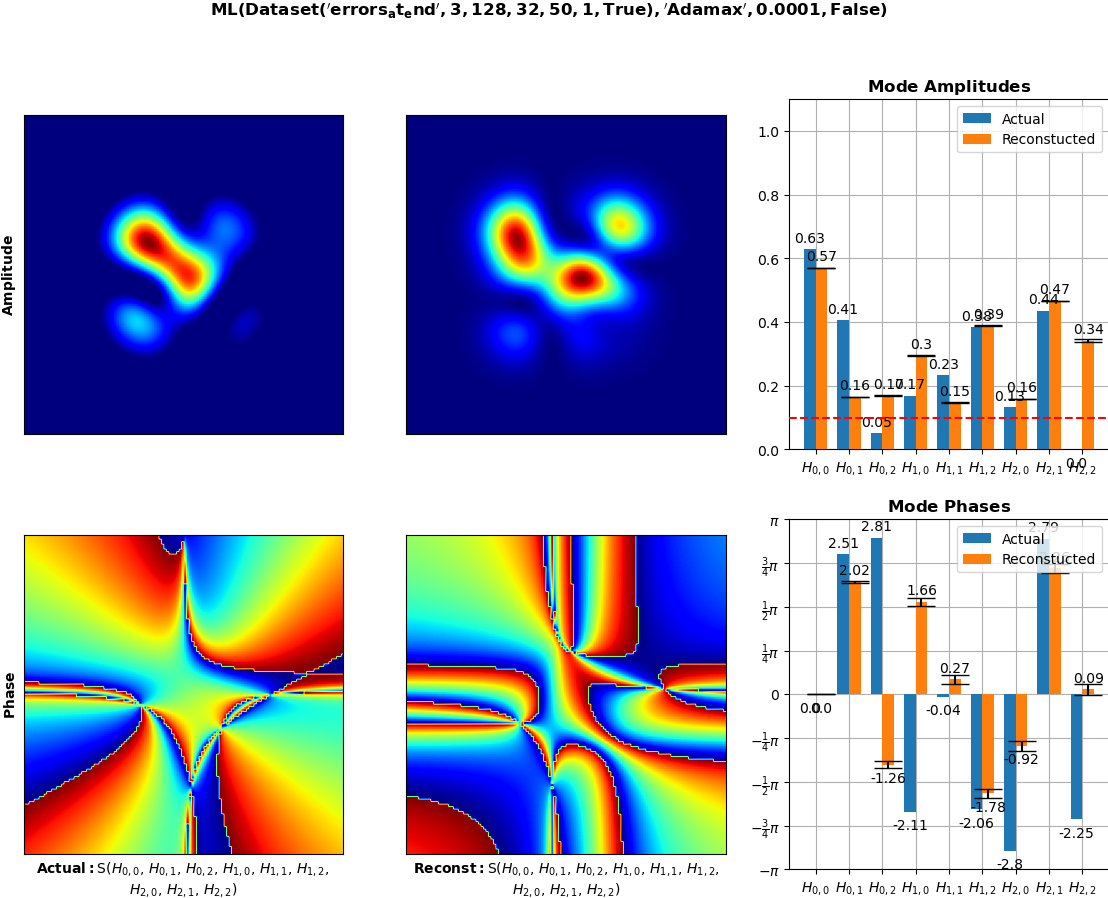 ML(Dataset('errors_at_end', 3, 128, 32, 50, 1, True), 'Adamax', 0.0001, False)
Mode Amplitudes
Amplitude
Actual
Reconstucted
1.0
0.8
0.6
0.4
0.2
0.0
0.63
0.57
0.41
0.16
0.05
0.17
0.17
0.3
0.23
0.15
0.38
0.39
0.13
0.16
0.44
0.47
0.0
0.34
H0,0 H0,1 H0,2 H1,0 H1,1 H1,2 H2,0 H2,1 H2,2
Mode Phases
Phase
Actual
Reconstucted
π
3/4π
1/2π
1/4π
0
−1/4π
−1/2π
−3/4π
−π
0.0
0.0
2.51
2.02
2.81
-1.26
-2.11
1.66
-0.04
0.27
-2.06
-1.78
-2.8
-0.92
2.79
-2.25
0.09
H0,0 H0,1 H0,2 H1,0 H1,1 H1,2 H2,0 H2,1 H2,2
Actual: S(H0,0, H0,1, H0,2, H1,0, H1,1, H1,2,
H2,0, H2,1, H2,2)
Reconst: S(H0,0, H0,1, H0,2, H1,0, H1,1, H1,2,
H2,0, H2,1, H2,2)